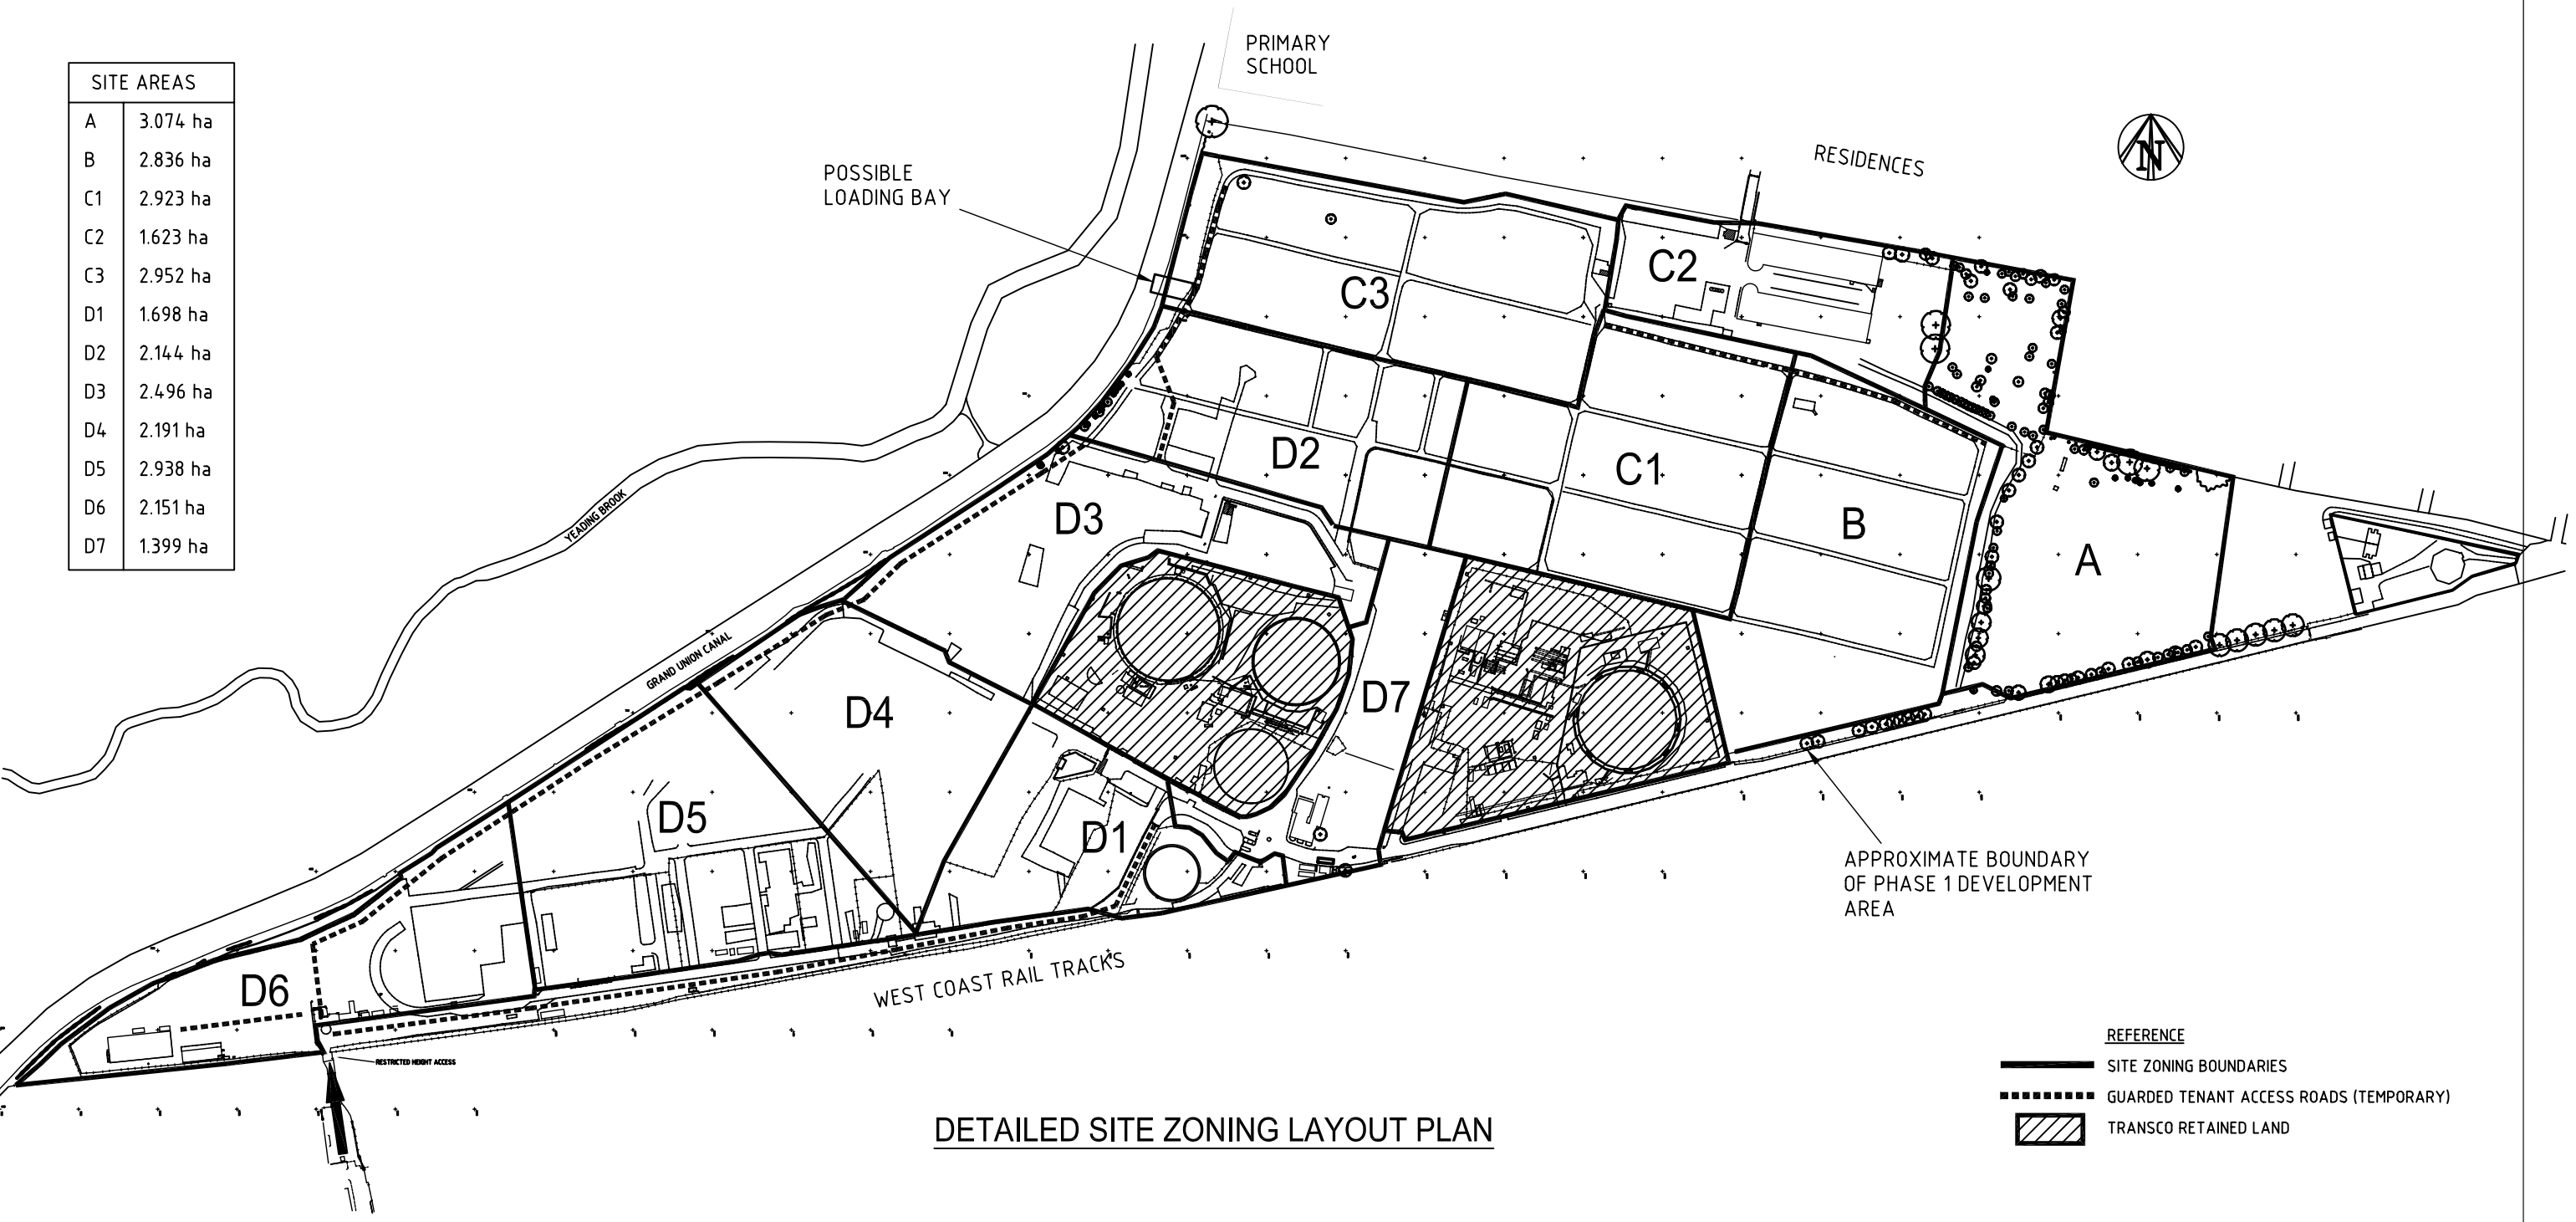 PRIMARY
SCHOOL
SITE AREAS
A 3.074 ha
B 2.836 ha
C1 2.923 ha
C2 1.623 ha
C3 2.952 ha
D1 1.698 ha
D2 2.144 ha
D3 2.496 ha
D4 2.191 ha
D5 2.938 ha
D6 2.151 ha
D7 1.399 ha
POSSIBLE
LOADING BAY
RESIDENCES
N
C2
C3
D2
C1
D3
B
A
YEADING BROOK
GRAND UNION CANAL
D7
D4
D5
D1
D6
APPROXIMATE BOUNDARY
OF PHASE 1 DEVELOPMENT
AREA
WEST COAST RAIL TRACKS
RESTRICTED HEIGHT ACCESS
DETAILED SITE ZONING LAYOUT PLAN
REFERENCE
SITE ZONING BOUNDARIES
GUARDED TENANT ACCESS ROADS (TEMPORARY)
TRANSCO RETAINED LAND